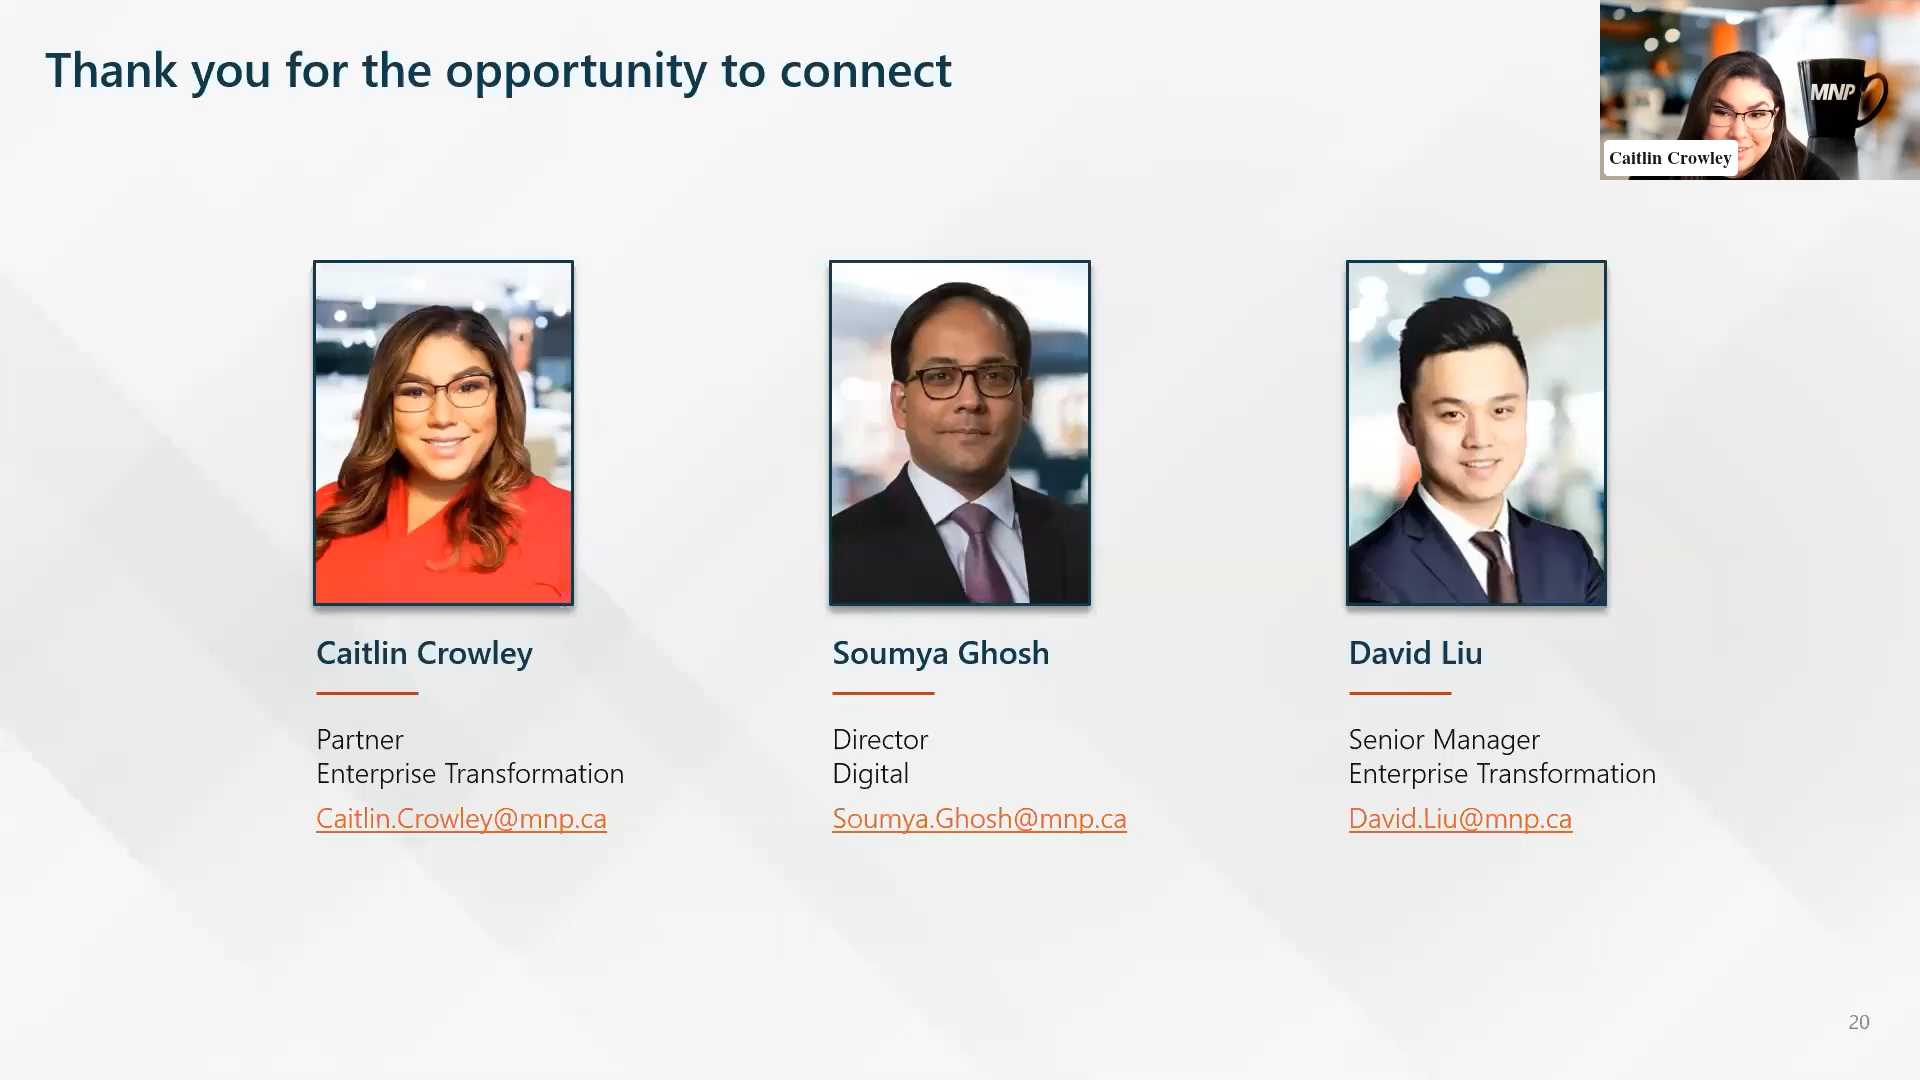 Thank you for the opportunity to connect
MNP
Caitlin Crowley
Caitlin Crowley
Partner
Enterprise Transformation
Caitlin.Crowley@mnp.ca
Soumya Ghosh
Director
Digital
Soumya.Ghosh@mnp.ca
David Liu
Senior Manager
Enterprise Transformation
David.Liu@mnp.ca
20